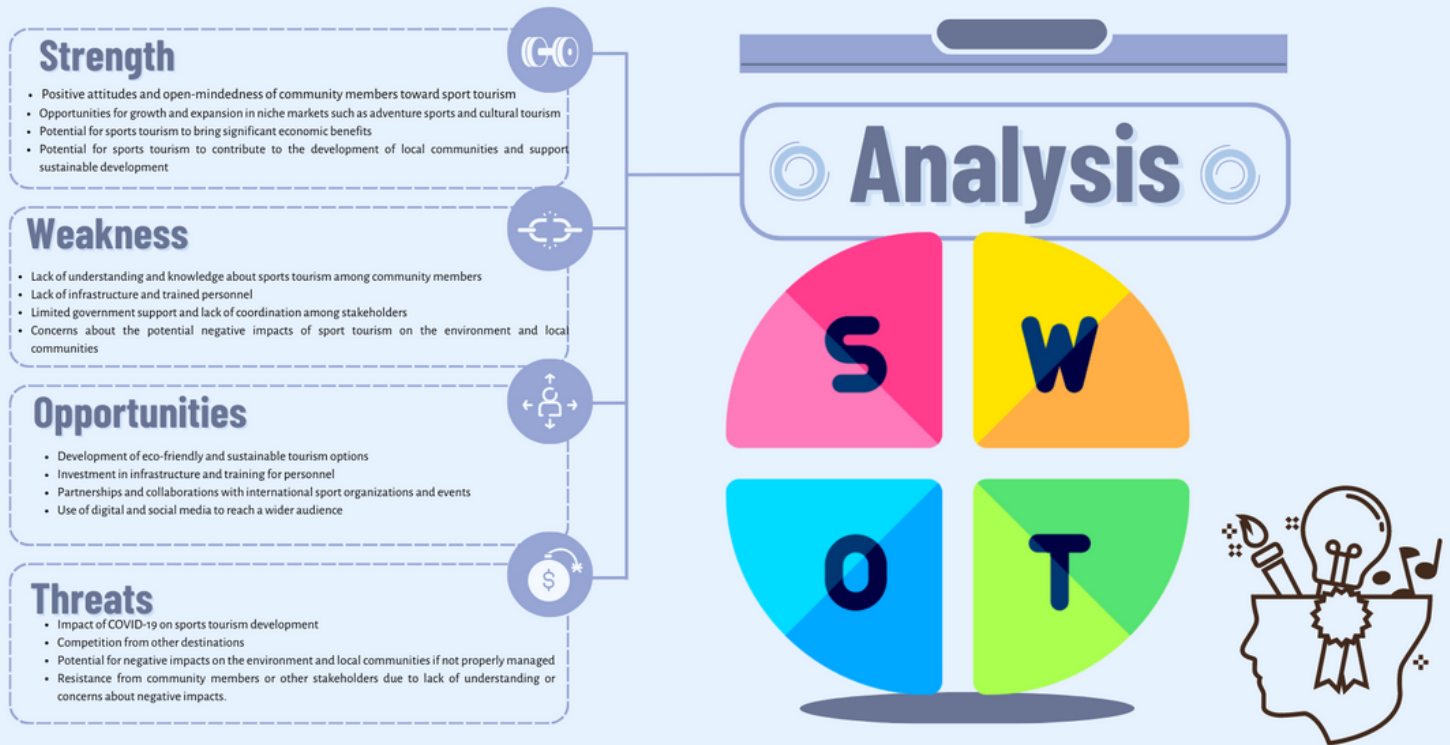 Strength
• Positive attitudes and open-mindedness of community members toward sport tourism
• Opportunities for growth and expansion in niche markets such as adventure sports and cultural tourism
• Potential for sports tourism to bring significant economic benefits
• Potential for sports tourism to contribute to the development of local communities and support
sustainable development
Weakness
• Lack of understanding and knowledge about sports tourism among community members
• Lack of infrastructure and trained personnel
• Limited government support and lack of coordination among stakeholders
• Concerns about the potential negative impacts of sport tourism on the environment and local
communities
Opportunities
• Development of eco-friendly and sustainable tourism options
• Investment in infrastructure and training for personnel
• Partnerships and collaborations with international sport organizations and events
• Use of digital and social media to reach a wider audience
Threats
• Impact of COVID-19 on sports tourism development
• Competition from other destinations
• Potential for negative impacts on the environment and local communities if not properly managed
• Resistance from community members or other stakeholders due to lack of understanding or
concerns about negative impacts.
$
Analysis
S W
O T